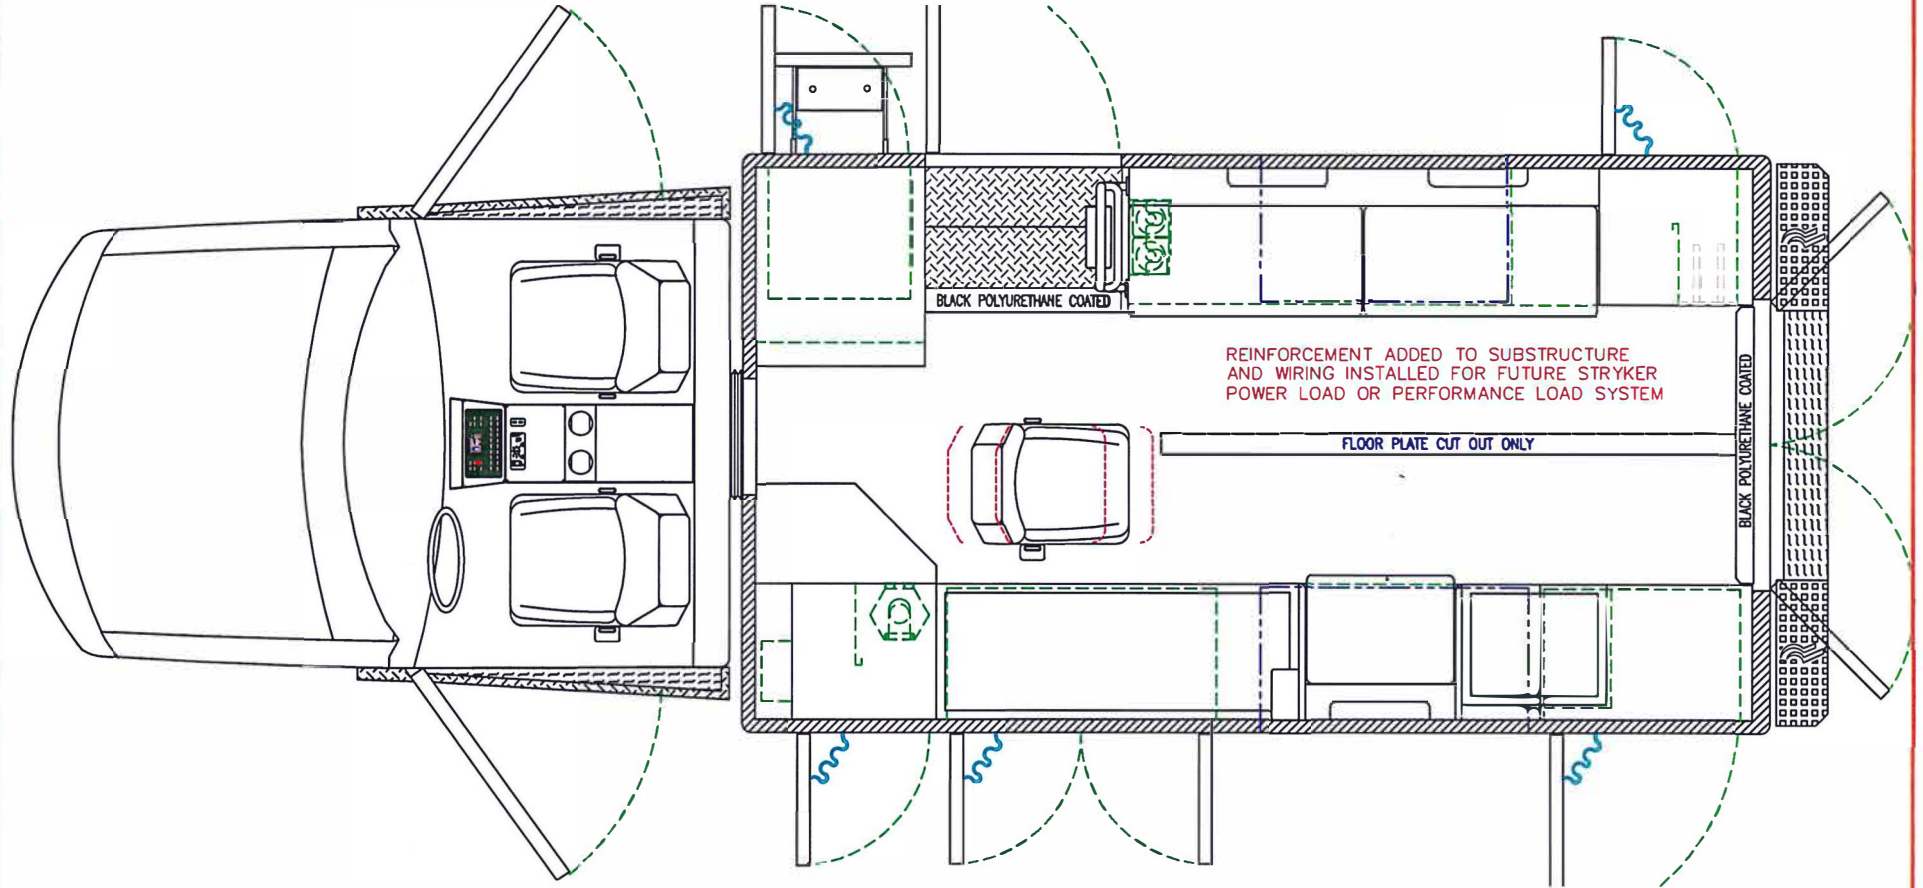 BLACK POLYURETHANE COATED
REINFORCEMENT ADDED TO SUBSTRUCTURE
AND WIRING INSTALLED FOR FUTURE STRYKER
POWER LOAD OR PERFORMANCE LOAD SYSTEM
FLOOR PLATE CUT OUT ONLY
BLACK POLYURETHANE COATED